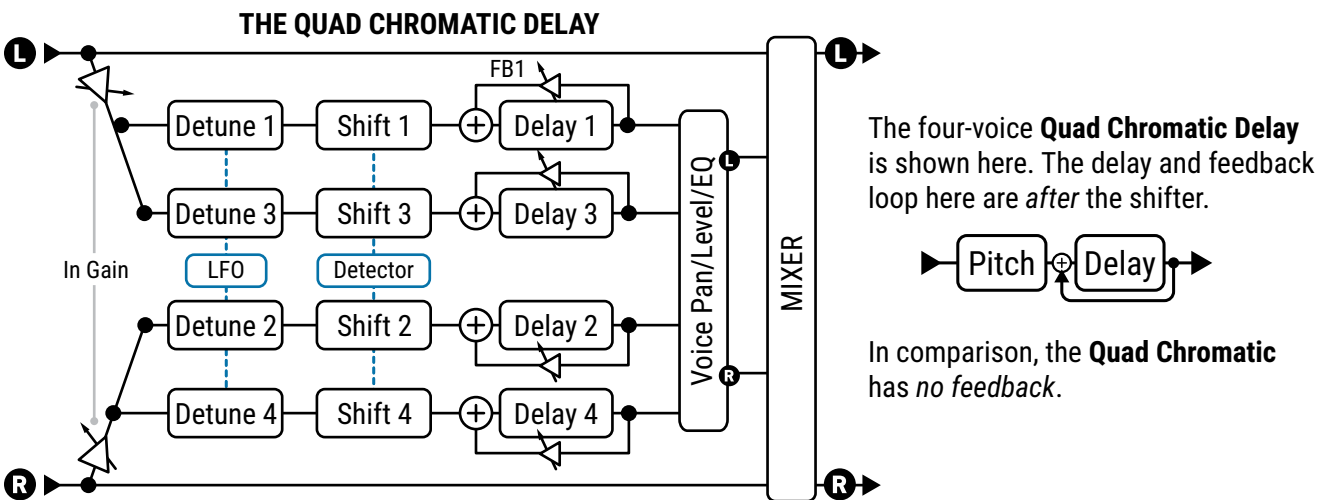 THE QUAD CHROMATIC DELAY
L
L
FB1
Detune 1
Shift 1
+
Delay 1
Detune 3
Shift 3
+
Delay 3
In Gain
LFO
Detector
Detune 2
Shift 2
+
Delay 2
Detune 4
Shift 4
+
Delay 4
Voice Pan/Level/EQ
L
R
MIXER
R
R
The four-voice Quad Chromatic Delay
is shown here. The delay and feedback
loop here are after the shifter.
Pitch
+
Delay
In comparison, the Quad Chromatic
has no feedback.